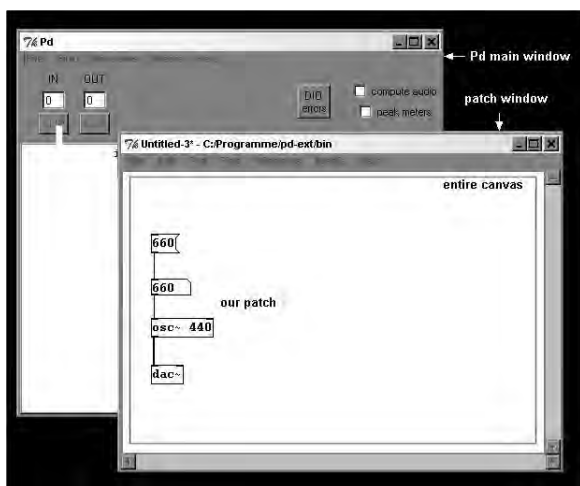 Pd
Pd main window
IN OUT
0 0
DIO
errors
compute audio
peak meters
patch window
Untitled-3* - C:/Programme/pd-ext/bin
entire canvas
660
660
our patch
osc~ 440
dac~